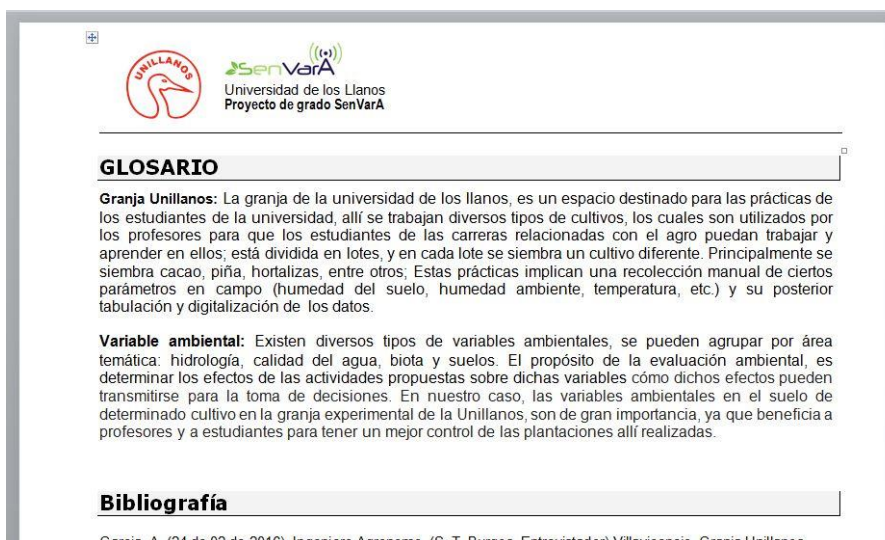 UNILLANOS
SenVarA
Universidad de los Llanos
Proyecto de grado SenVarA
GLOSARIO
Granja Unillanos: La granja de la universidad de los llanos, es un espacio destinado para las prácticas de
los estudiantes de la universidad, allí se trabajan diversos tipos de cultivos, los cuales son utilizados por
los profesores para que los estudiantes de las carreras relacionadas con el agro puedan trabajar y
aprender en ellos; está dividida en lotes, y en cada lote se siembra un cultivo diferente. Principalmente se
siembra cacao, piña, hortalizas, entre otros; Estas prácticas implican una recolección manual de ciertos
parámetros en campo (humedad del suelo, humedad ambiente, temperatura, etc.) y su posterior
tabulación y digitalización de los datos.
Variable ambiental: Existen diversos tipos de variables ambientales, se pueden agrupar por área
temática: hidrología, calidad del agua, biota y suelos. El propósito de la evaluación ambiental, es
determinar los efectos de las actividades propuestas sobre dichas variables cómo dichos efectos pueden
transmitirse para la toma de decisiones. En nuestro caso, las variables ambientales en el suelo de
determinado cultivo en la granja experimental de la Unillanos, son de gran importancia, ya que beneficia a
profesores y a estudiantes para tener un mejor control de las plantaciones allí realizadas.
Bibliografía